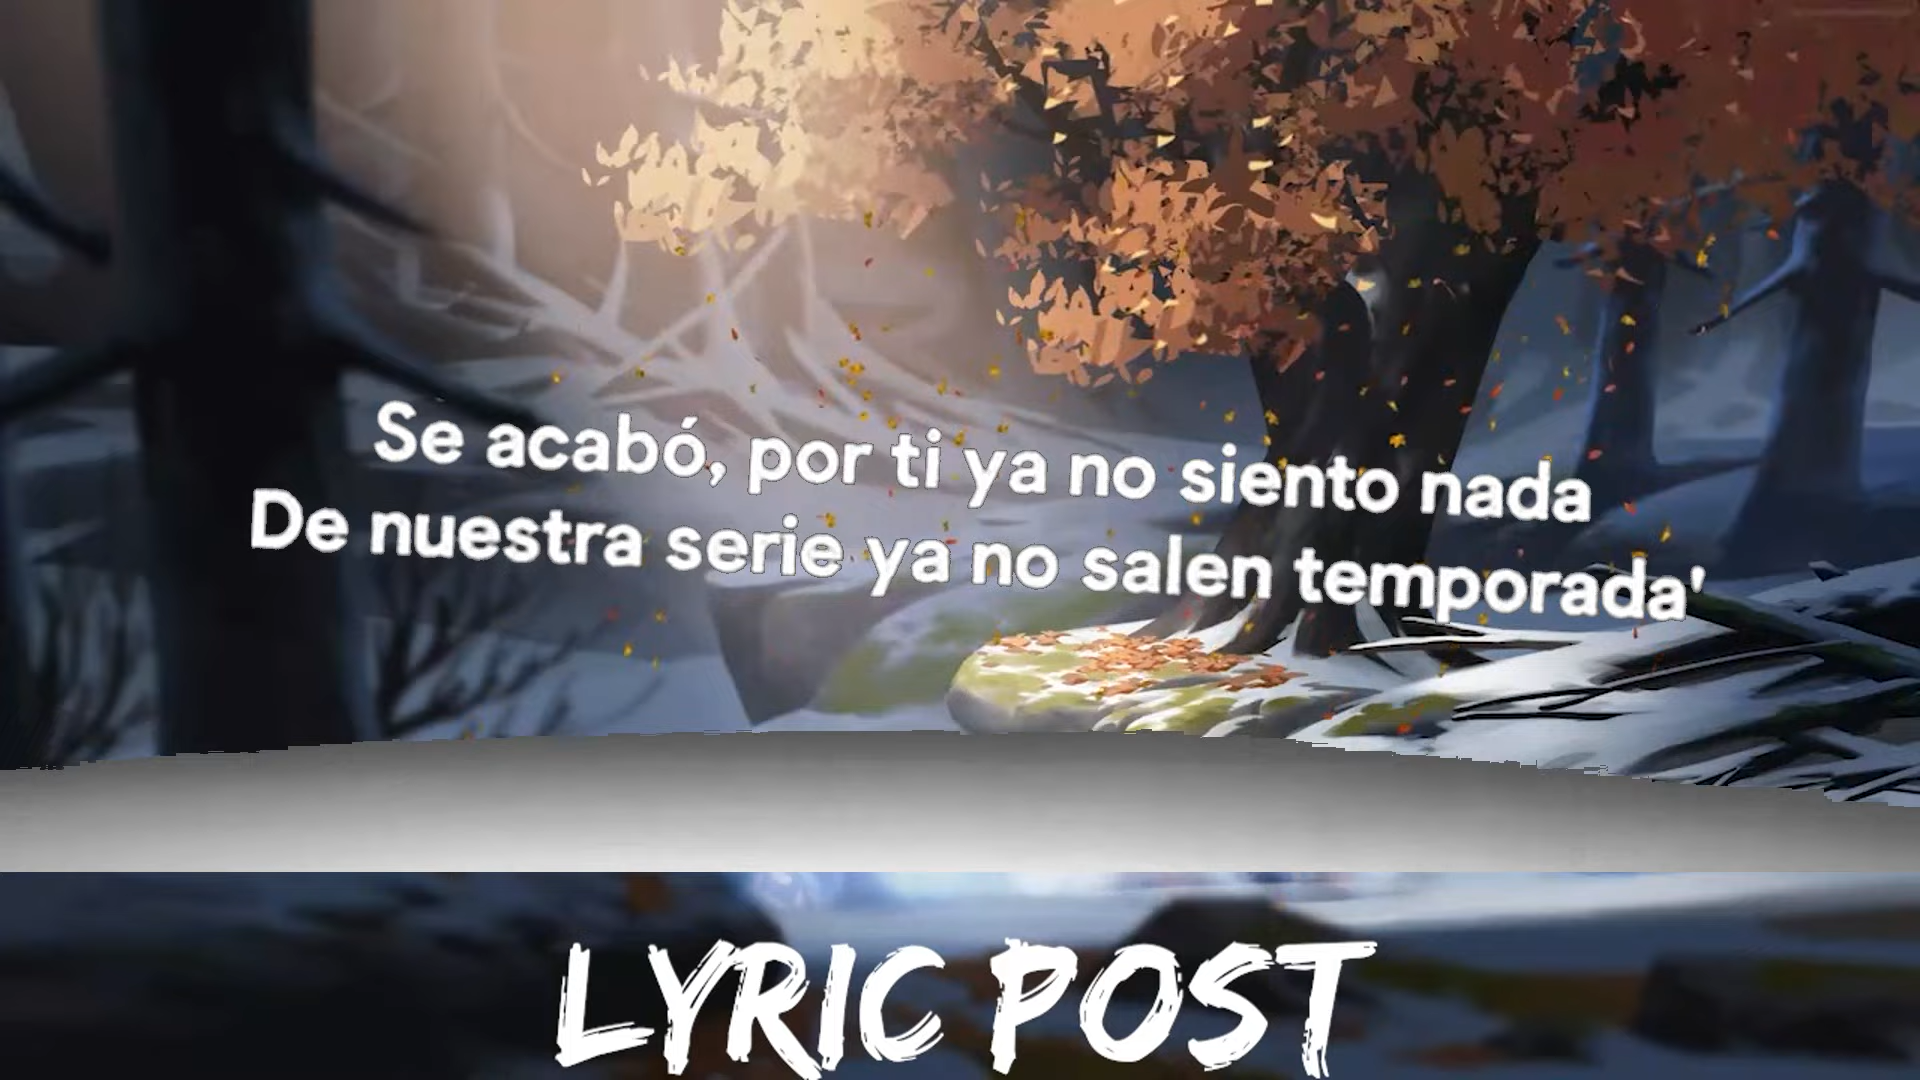 Se acabó, por ti ya no siento nada
De nuestra serie ya no salen temporada'
LYRIC POST